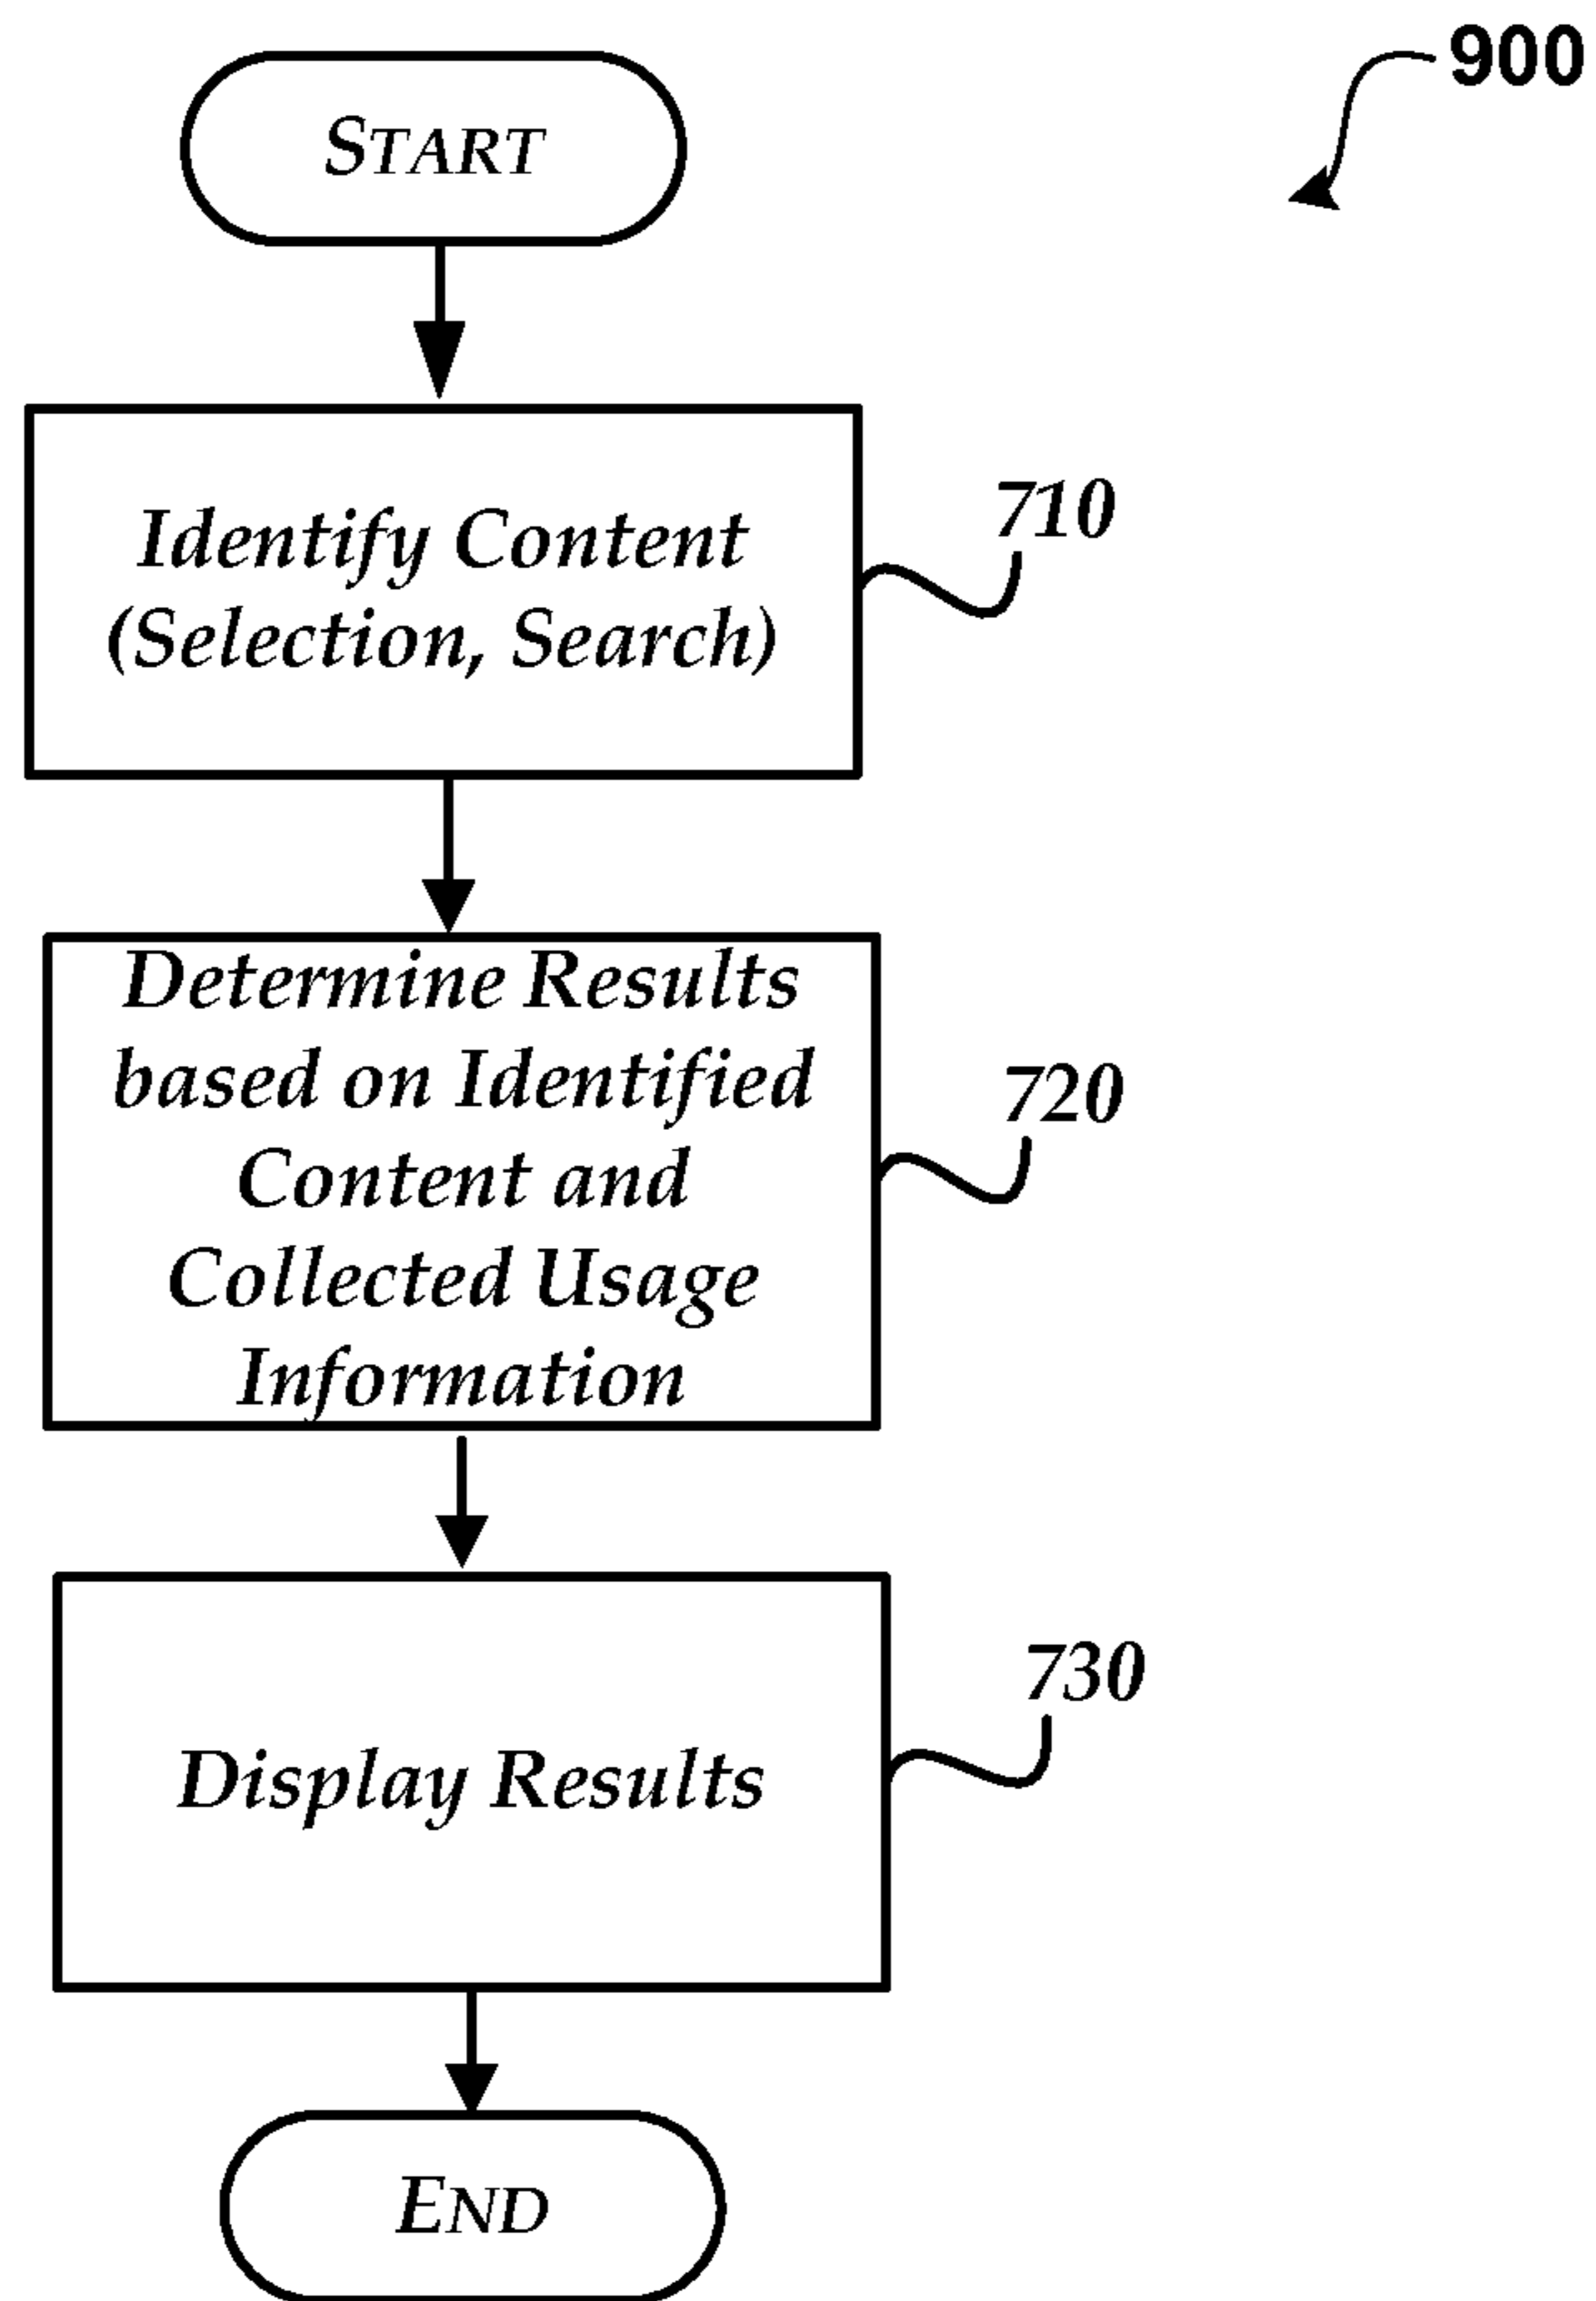 900
START
Identify Content
(Selection, Search)
710
Determine Results
based on Identified
Content and
Collected Usage
Information
720
Display Results
730
END